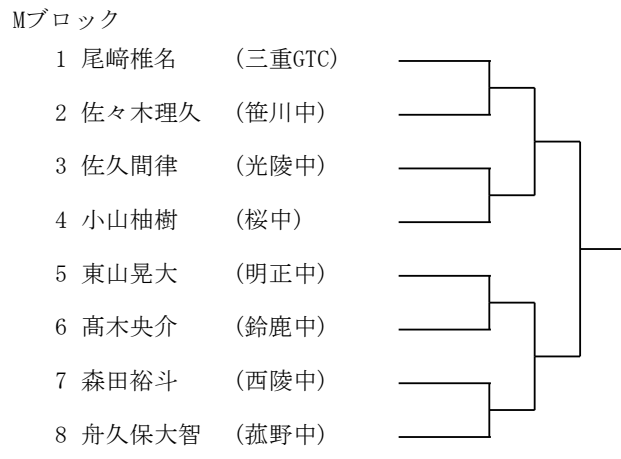 Mブロック
1 尾﨑椎名 (三重GTC)
2 佐々木理久 (笹川中)
3 佐久間律 (光陵中)
4 小山柚樹 (桜中)
5 東山晃大 (明正中)
6 髙木央介 (鈴鹿中)
7 森田裕斗 (西陵中)
8 舟久保大智 (菰野中)